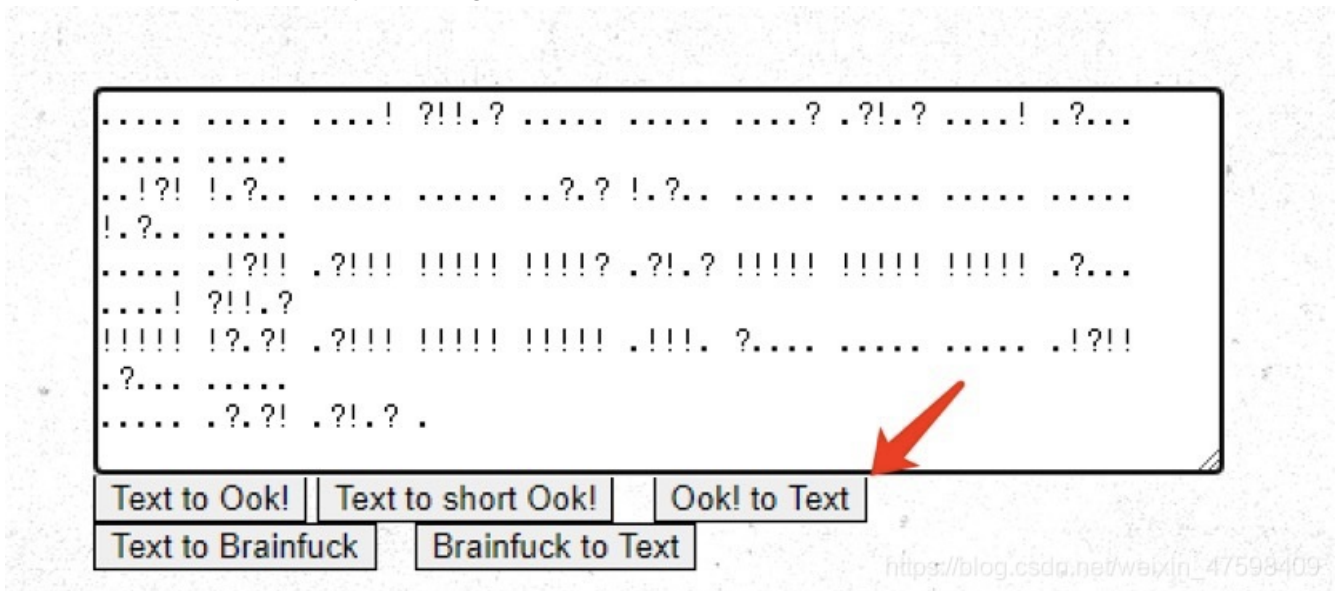 ..... ..... ....! ?!!.? ..... ..... ....? .?!.? ....! .?...
..... .....
..!?! !.?.. ..... ..... ..?.? !.?.. ..... ..... ..... .....
!.?.. .....
..... .!?!! .?!!! !!!!! !!!!? .?!.? !!!!! !!!!! !!!!! .?...
....! ?!!.?
!!!!! !?.?! .?!!! !!!!! !!!!! .!!!. ?.... ..... ..... .!?!!
.?... .....
..... .?.?! .?!.? .
Text to Ook! Text to short Ook! Ook! to Text
Text to Brainfuck Brainfuck to Text
https://blog.csdn.net/weixin_47598409